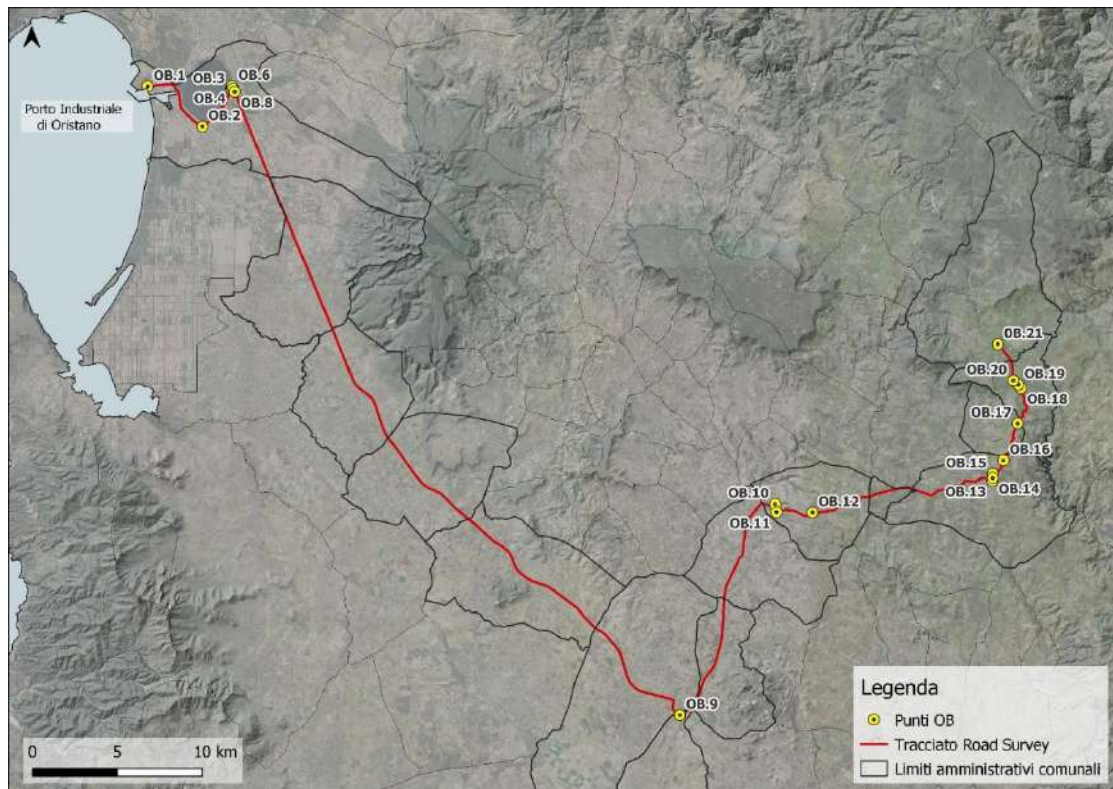 OB.1
OB.3
OB.6
OB.4
OB.8
OB.2
Porto Industriale
di Oristano
OB.21
OB.20
OB.19
OB.18
OB.17
OB.16
OB.15
OB.13
OB.14
OB.10
OB.12
OB.11
OB.9
Legenda
Punti OB
Tracciato Road Survey
Limiti amministrativi comunali
0 5 10 km